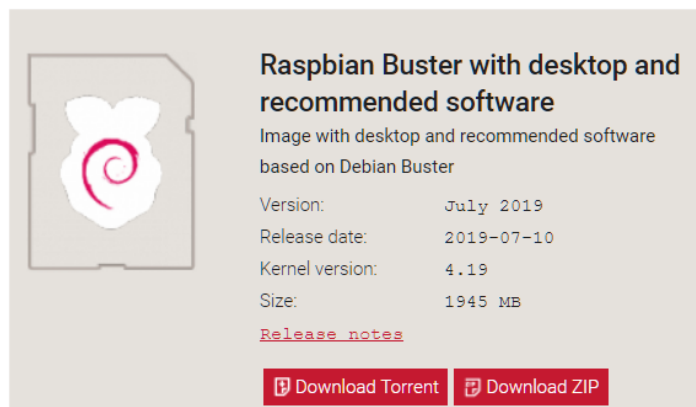 Raspbian Buster with desktop and
recommended software
Image with desktop and recommended software
based on Debian Buster
Version: July 2019
Release date: 2019-07-10
Kernel version: 4.19
Size: 1945 MB
Release notes
Download Torrent Download ZIP